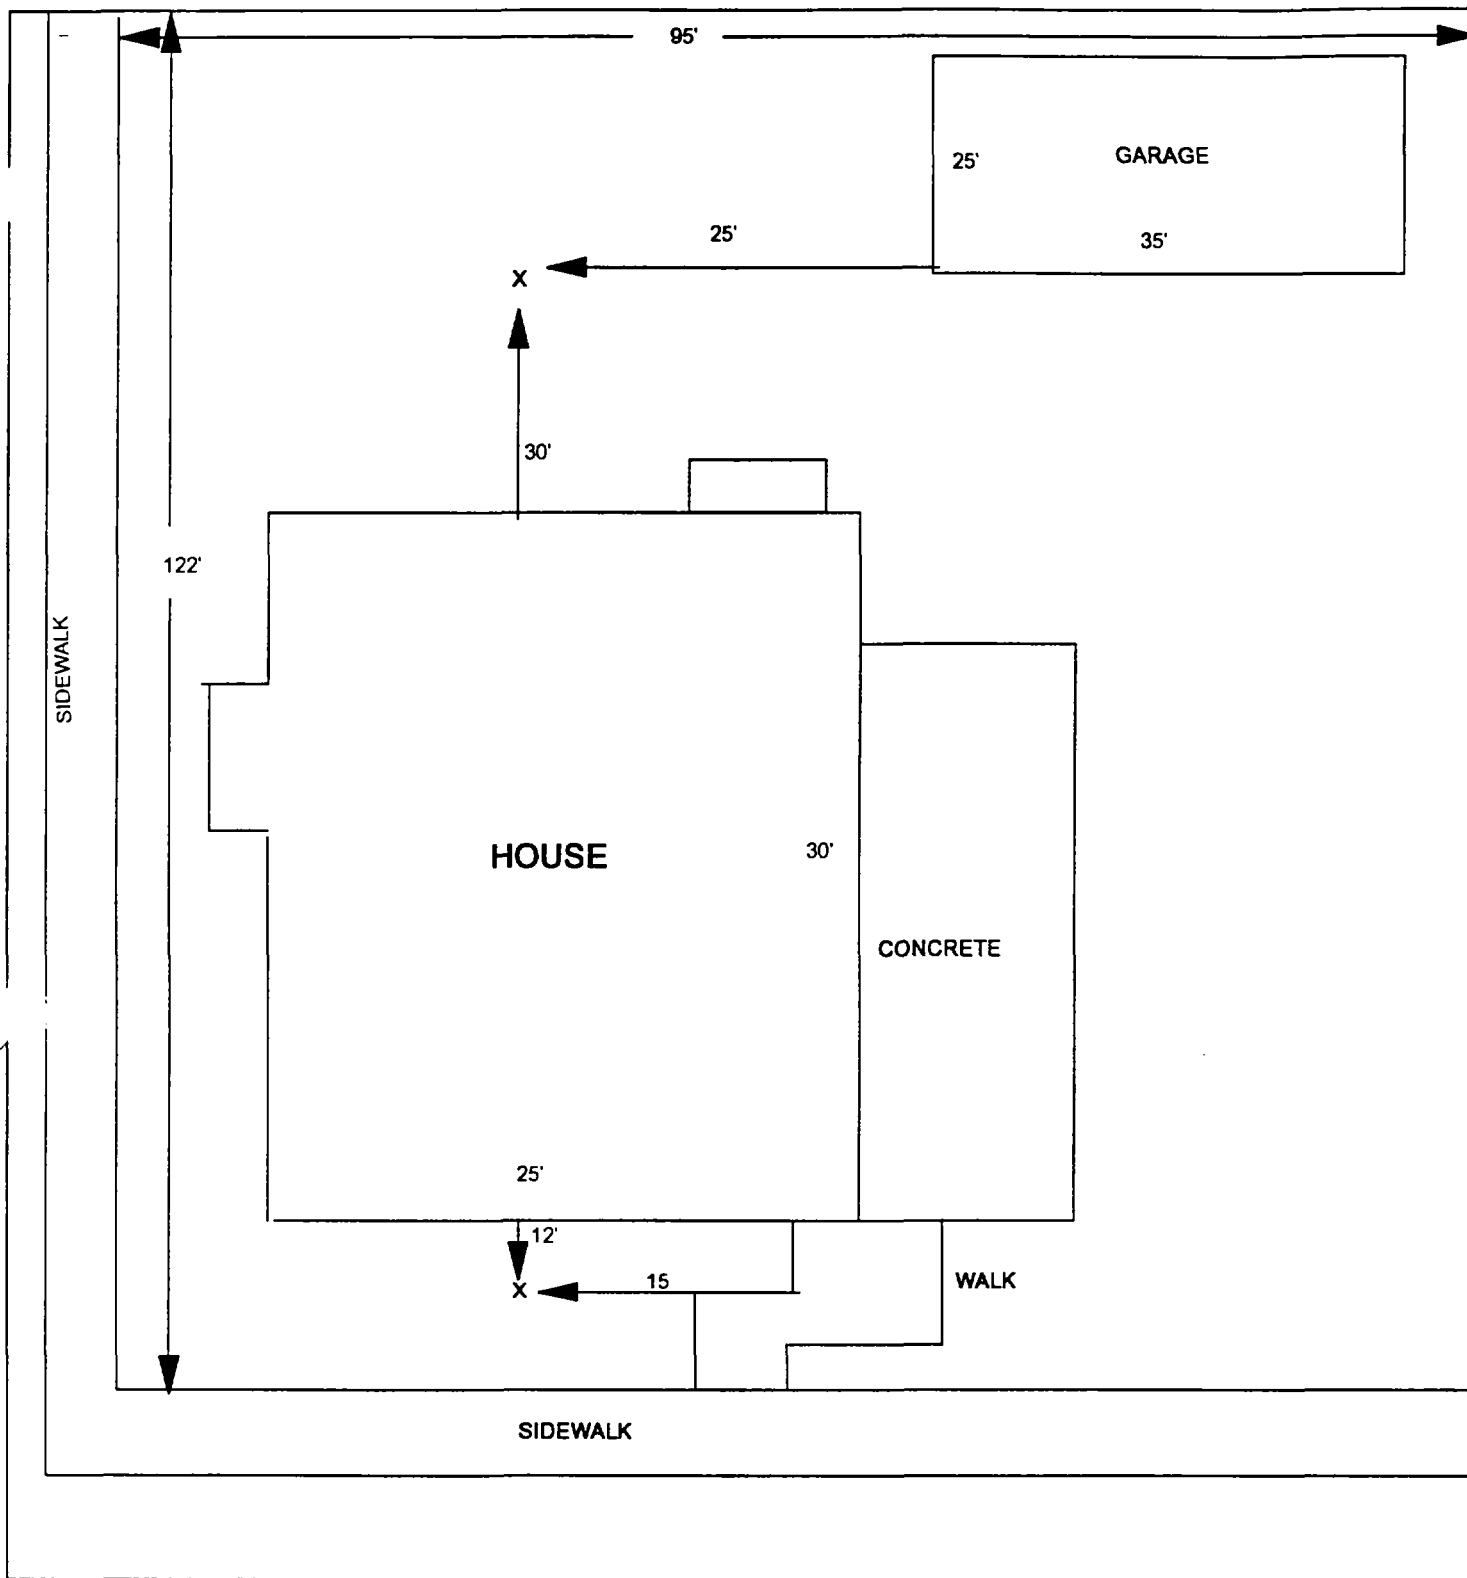 95'
GARAGE
25'
25'
35'
X
30'
122'
SIDEWALK
HOUSE
30'
CONCRETE
25'
12'
15
WALK
X
SIDEWALK